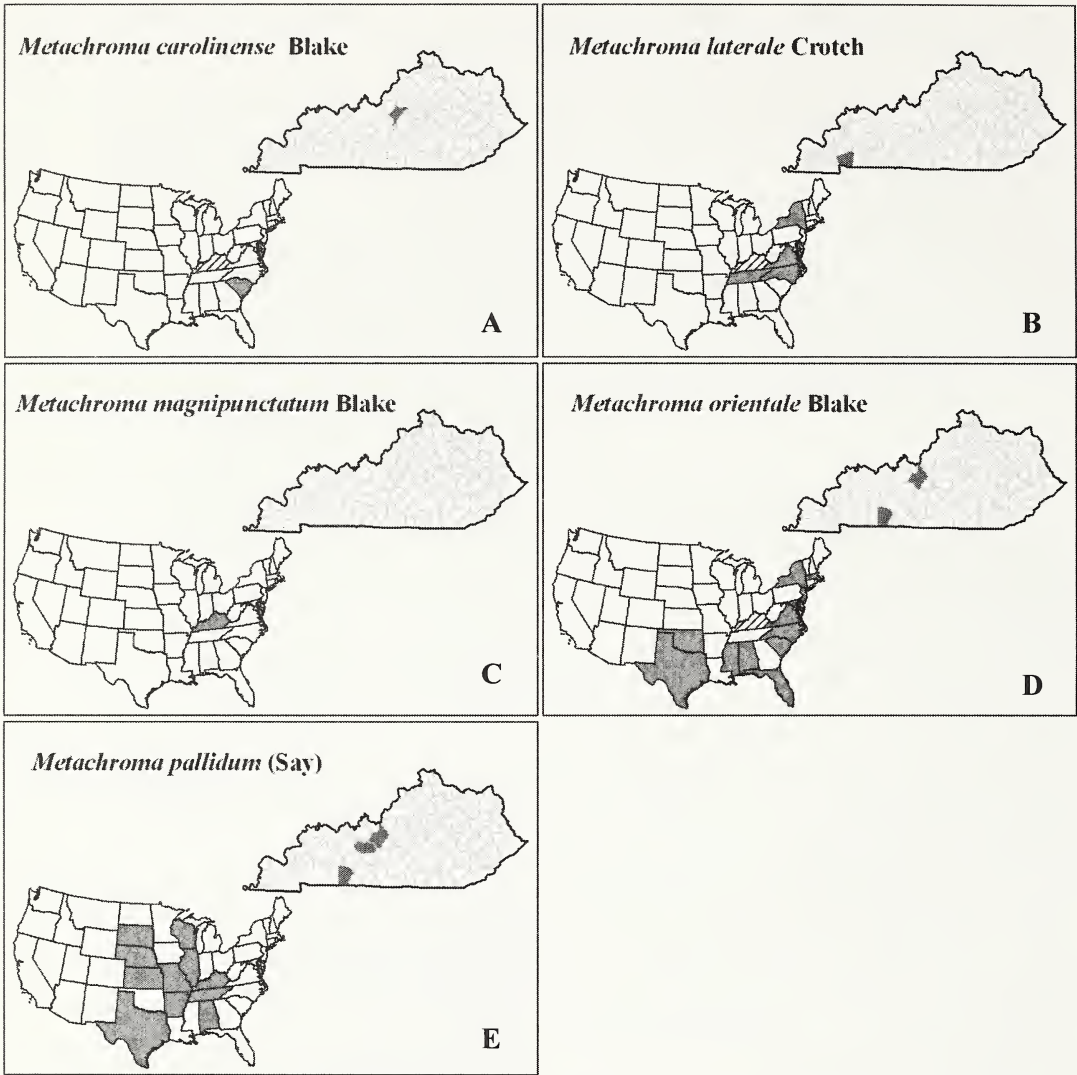 Metachroma carolinense Blake
A
Metachroma laterale Crotch
B
Metachroma magnipunctatum Blake
C
Metachroma orientale Blake
D
Metachroma pallidum (Say)
E